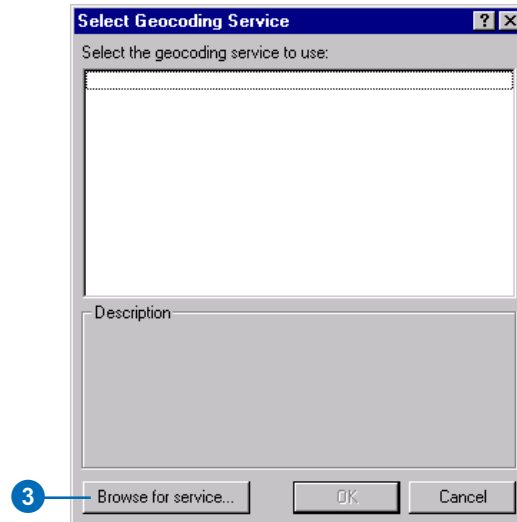 Select Geocoding Service
Select the geocoding service to use:
Description
3
Browse for service...
OK
Cancel